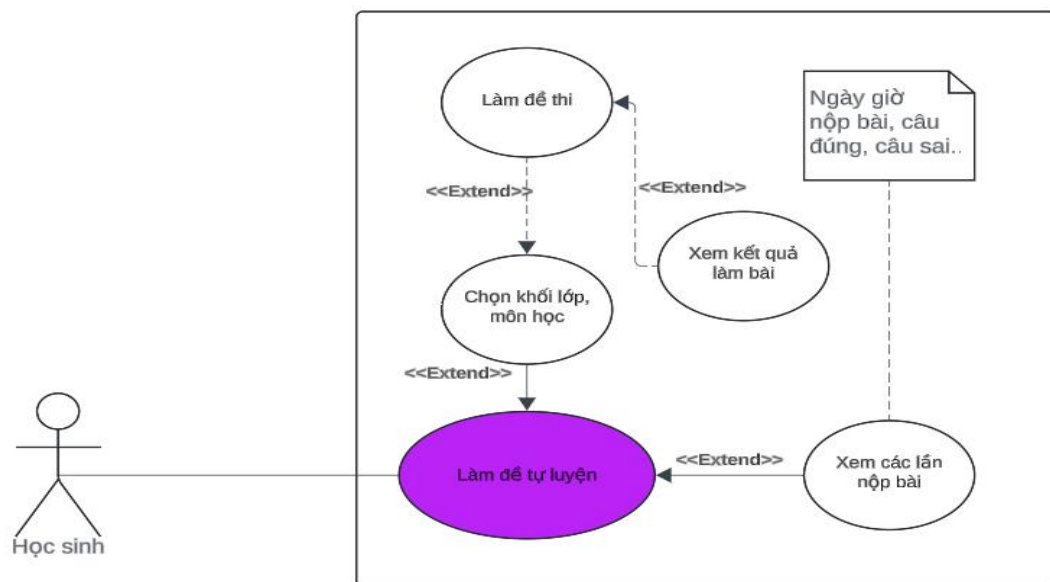 Làm đề thi
Ngày giờ
nộp bài, câu
đúng, câu sai..
<<Extend>>
<<Extend>>
Xem kết quả
làm bài
Chọn khối lớp,
môn học
<<Extend>>
Làm đề tự luyện
<<Extend>>
Xem các lần
nộp bài
Học sinh